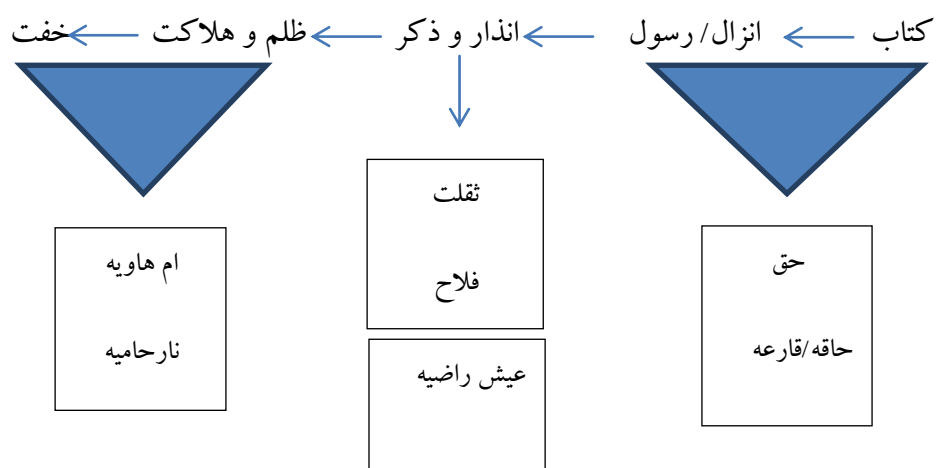 کتاب انزال/ رسول انذار و ذکر ظلم و هلاکت خفت
حق
حاقه/قارعه
ثقلت
فلاح
عیش راضیه
ام هاویه
نارحامیه